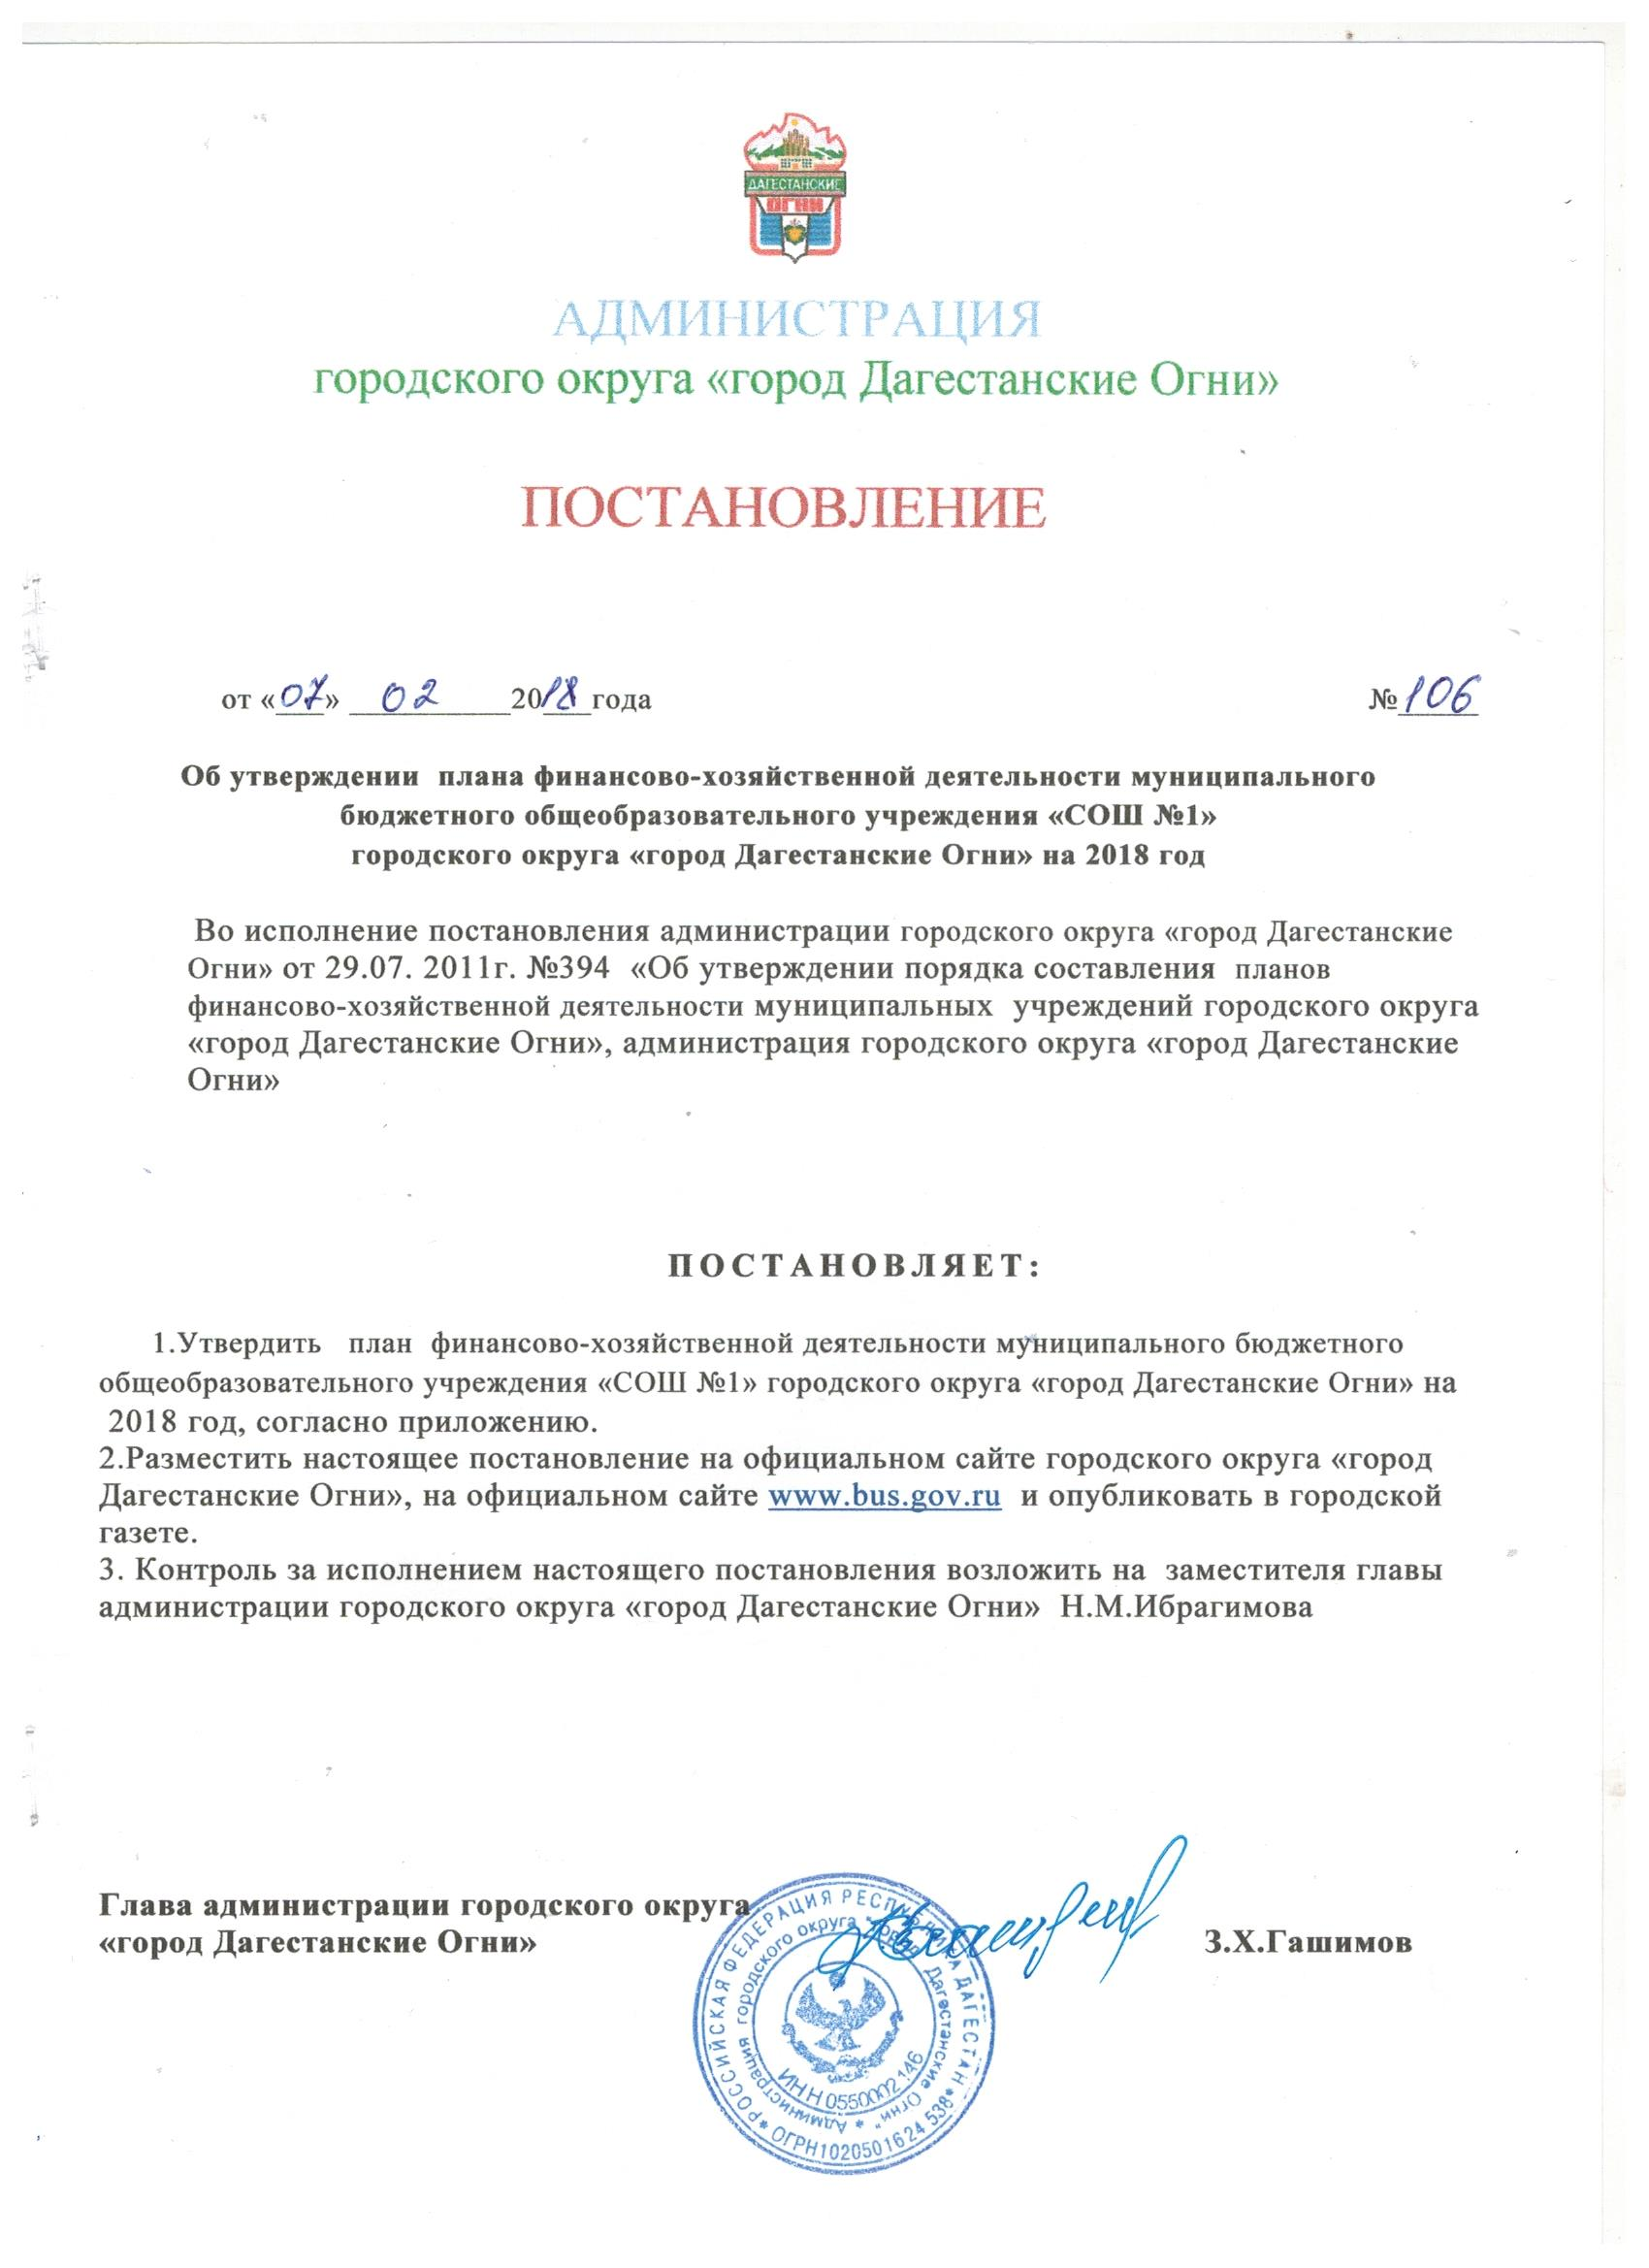 ДАГЕСТАНСКИЕ
ОГНИ
АДМИНИСТРАЦИЯ
городского округа «город Дагестанские Огни»
ПОСТАНОВЛЕНИЕ
от «07» 02 2018 года №106
Об утверждении плана финансово-хозяйственной деятельности муниципального
бюджетного общеобразовательного учреждения «СОШ №1»
городского округа «город Дагестанские Огни» на 2018 год
Во исполнение постановления администрации городского округа «город Дагестанские
Огни» от 29.07. 2011г. №394 «Об утверждении порядка составления планов
финансово-хозяйственной деятельности муниципальных учреждений городского округа
«город Дагестанские Огни», администрация городского округа «город Дагестанские
Огни»
ПОСТАНОВЛЯЕТ:
1.Утвердить план финансово-хозяйственной деятельности муниципального бюджетного
общеобразовательного учреждения «СОШ №1» городского округа «город Дагестанские Огни» на
2018 год, согласно приложению.
2.Разместить настоящее постановление на официальном сайте городского округа «город
Дагестанские Огни», на официальном сайте www.bus.gov.ru и опубликовать в городской
газете.
3. Контроль за исполнением настоящего постановления возложить на заместителя главы
администрации городского округа «город Дагестанские Огни» Н.М.Ибрагимова
Глава администрации городского округа
«город Дагестанские Огни» З.Х.Гашимов
РОССИЙСКАЯ ФЕДЕРАЦИЯ РЕСПУБЛИКА ДАГЕСТАН
* ОГРН1020501624538*
* Администрация городского округа "город Дагестанские Огни"
ИНН 0550002146